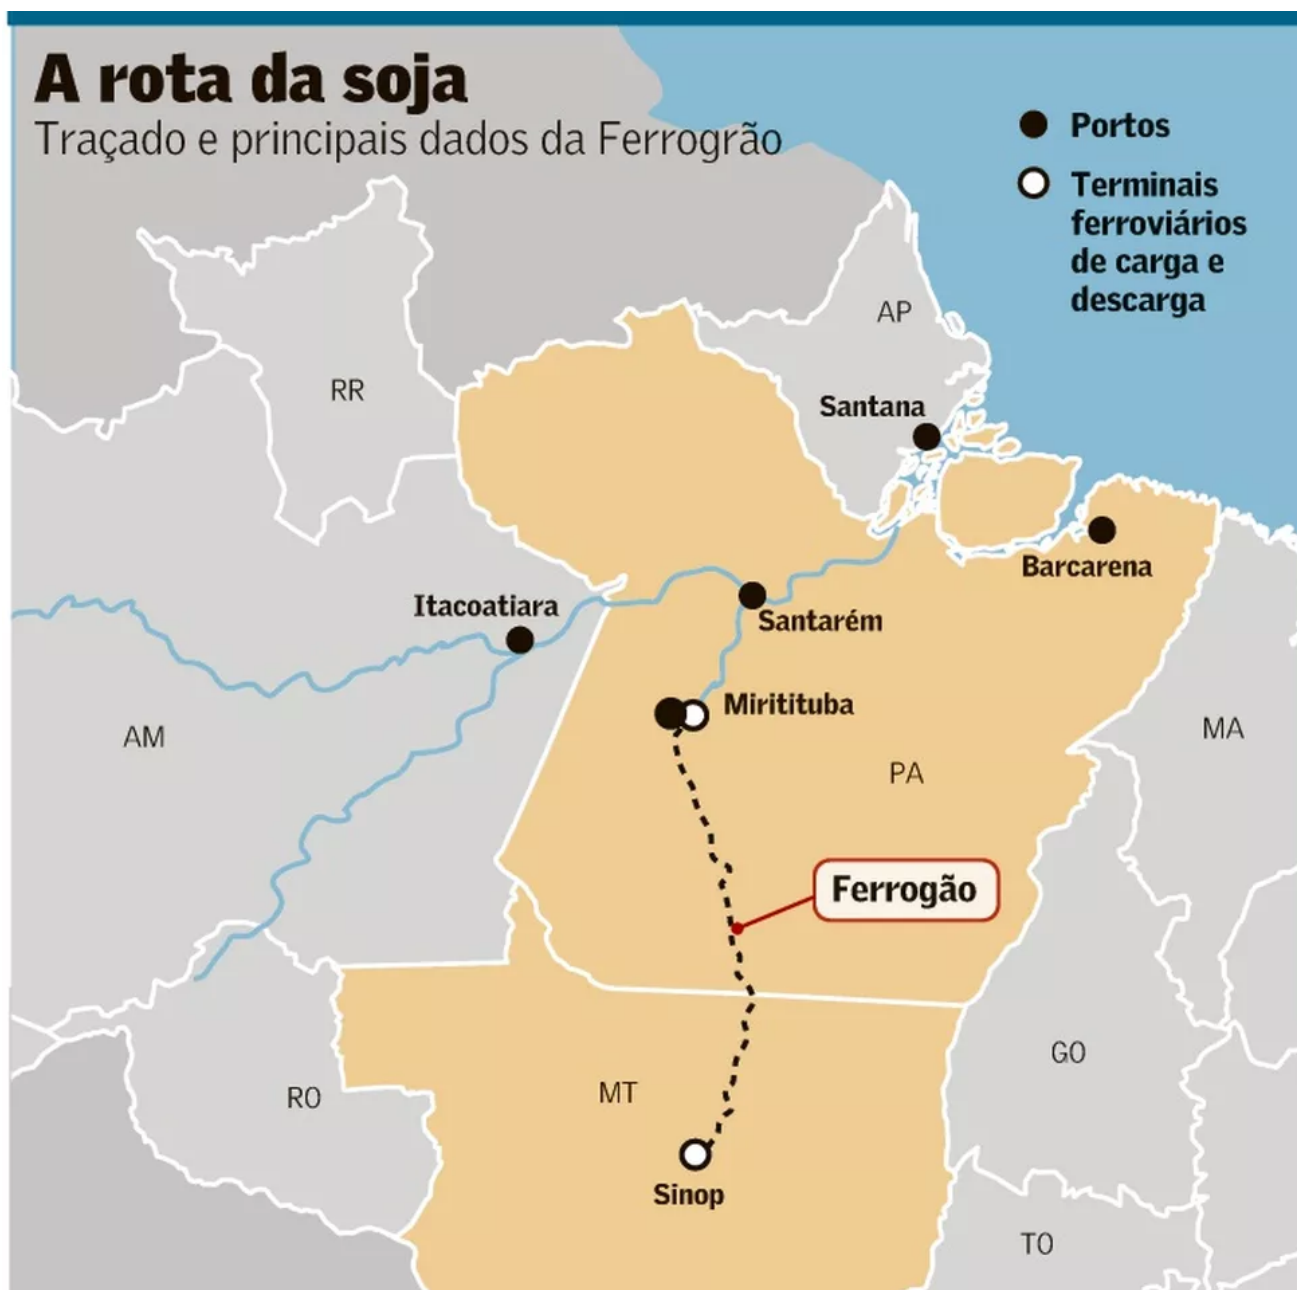 A rota da soja
Traçado e principais dados da Ferrogrão
Portos
Terminais
ferroviários
de carga e
descarga
AP
RR
Santana
Barcarena
Itacoatiara
Santarém
Miritituba
AM
MA
PA
Ferrogão
GO
RO
MT
Sinop
TO